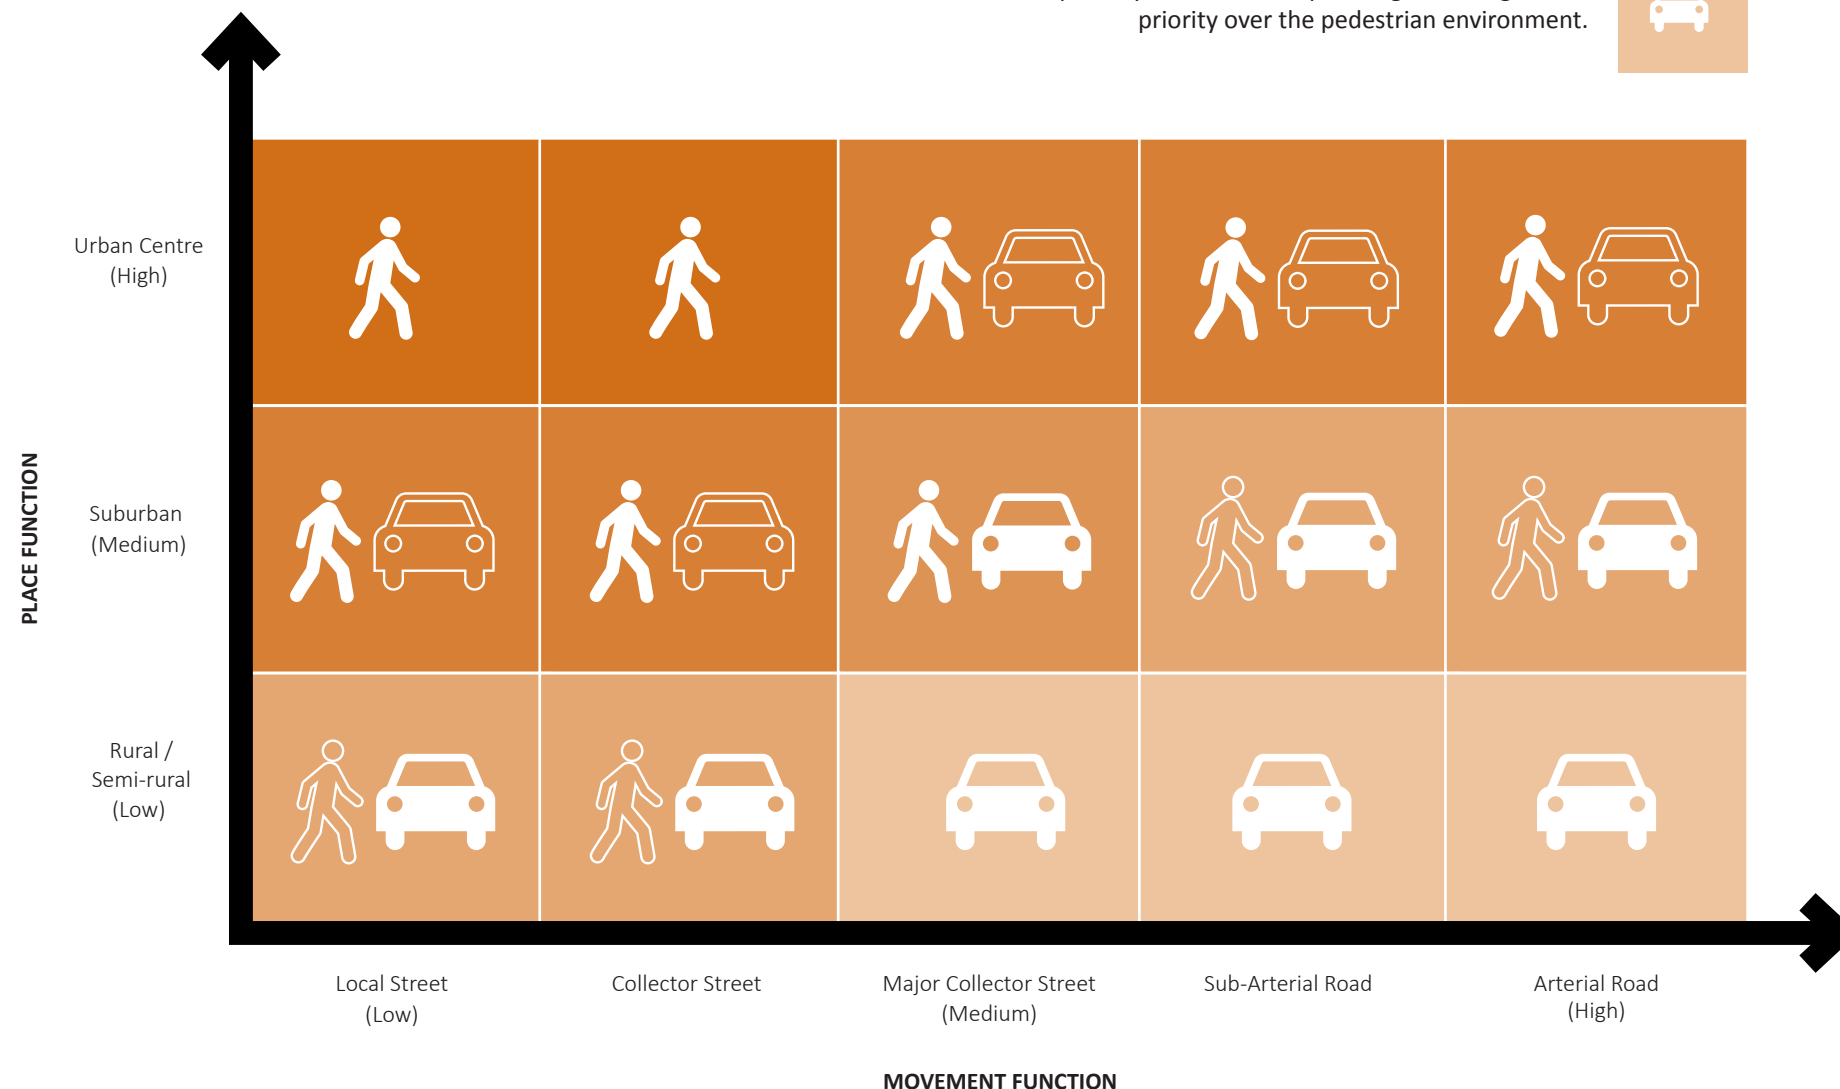 priority over the pedestrian environment.
Urban Centre
(High)
PLACE FUNCTION
Suburban
(Medium)
Rural /
Semi-rural
(Low)
Local Street
(Low)
Collector Street
Major Collector Street
(Medium)
Sub-Arterial Road
Arterial Road
(High)
MOVEMENT FUNCTION